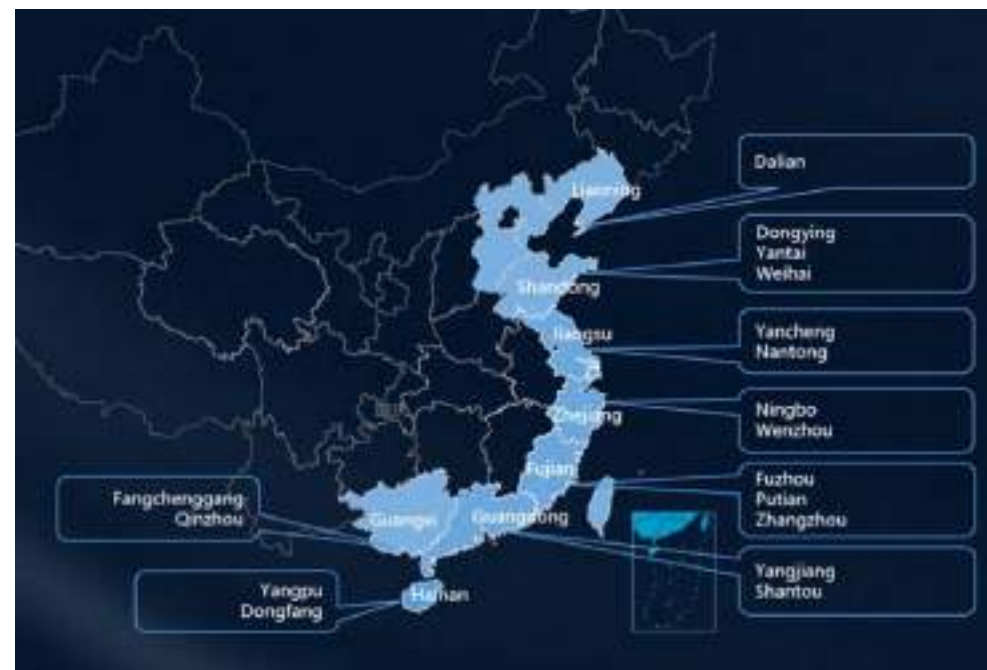 Dalian
Liaoning
Dongying
Yantai
Weihai
Shandong
Jiangsu
Yancheng
Nantong
Ningbo
Wenzhou
Zhejiang
Fujian
Fuzhou
Putian
Zhangzhou
Fangchenggang
Qinzhou
Guangxi
Guangdong
Yangjiang
Shantou
Yangpu
Dongfang
Hainan